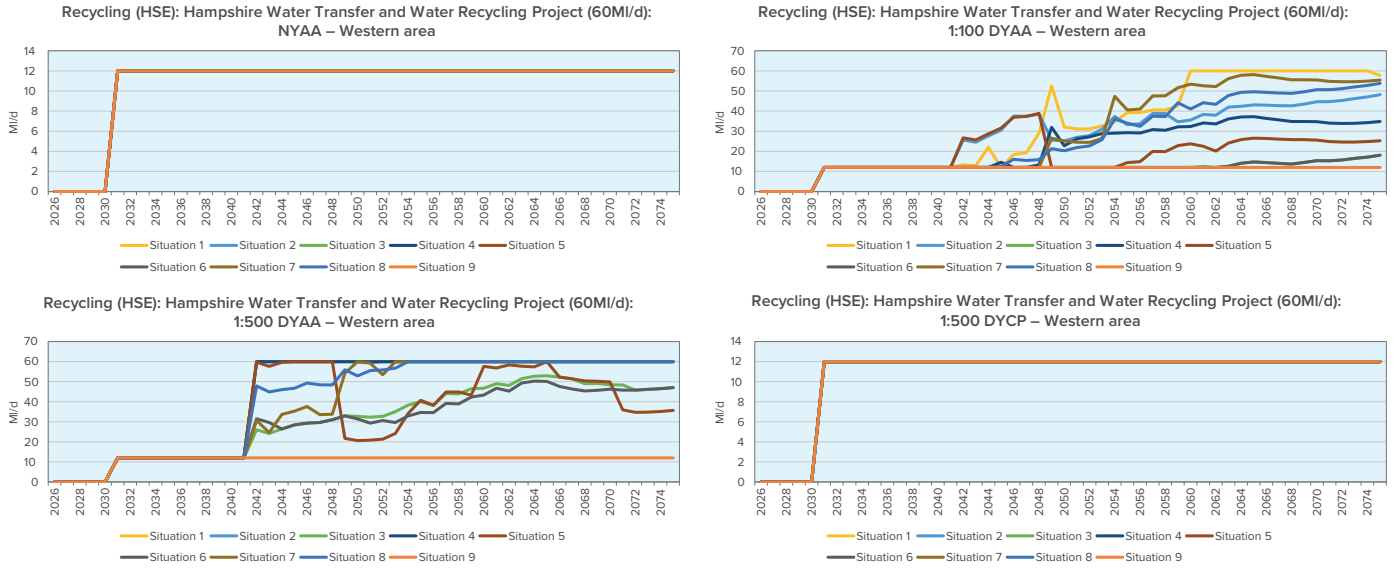 Recycling (HSE): Hampshire Water Transfer and Water Recycling Project (60Ml/d):
NYAA – Western area
Ml/d
14
12
10
8
6
4
2
0
2026 2028 2030 2032 2034 2036 2038 2040 2042 2044 2046 2048 2050 2052 2054 2056 2058 2060 2062 2064 2066 2068 2070 2072 2074
Situation 1 Situation 2 Situation 3 Situation 4 Situation 5
Situation 6 Situation 7 Situation 8 Situation 9
Recycling (HSE): Hampshire Water Transfer and Water Recycling Project (60Ml/d):
1:100 DYAA – Western area
Ml/d
70
60
50
40
30
20
10
0
2026 2028 2030 2032 2034 2036 2038 2040 2042 2044 2046 2048 2050 2052 2054 2056 2058 2060 2062 2064 2066 2068 2070 2072 2074
Situation 1 Situation 2 Situation 3 Situation 4 Situation 5
Situation 6 Situation 7 Situation 8 Situation 9
Recycling (HSE): Hampshire Water Transfer and Water Recycling Project (60Ml/d):
1:500 DYAA – Western area
Ml/d
70
60
50
40
30
20
10
0
2026 2028 2030 2032 2034 2036 2038 2040 2042 2044 2046 2048 2050 2052 2054 2056 2058 2060 2062 2064 2066 2068 2070 2072 2074
Situation 1 Situation 2 Situation 3 Situation 4 Situation 5
Situation 6 Situation 7 Situation 8 Situation 9
Recycling (HSE): Hampshire Water Transfer and Water Recycling Project (60Ml/d):
1:500 DYCP – Western area
Ml/d
14
12
10
8
6
4
2
0
2026 2028 2030 2032 2034 2036 2038 2040 2042 2044 2046 2048 2050 2052 2054 2056 2058 2060 2062 2064 2066 2068 2070 2072 2074
Situation 1 Situation 2 Situation 3 Situation 4 Situation 5
Situation 6 Situation 7 Situation 8 Situation 9